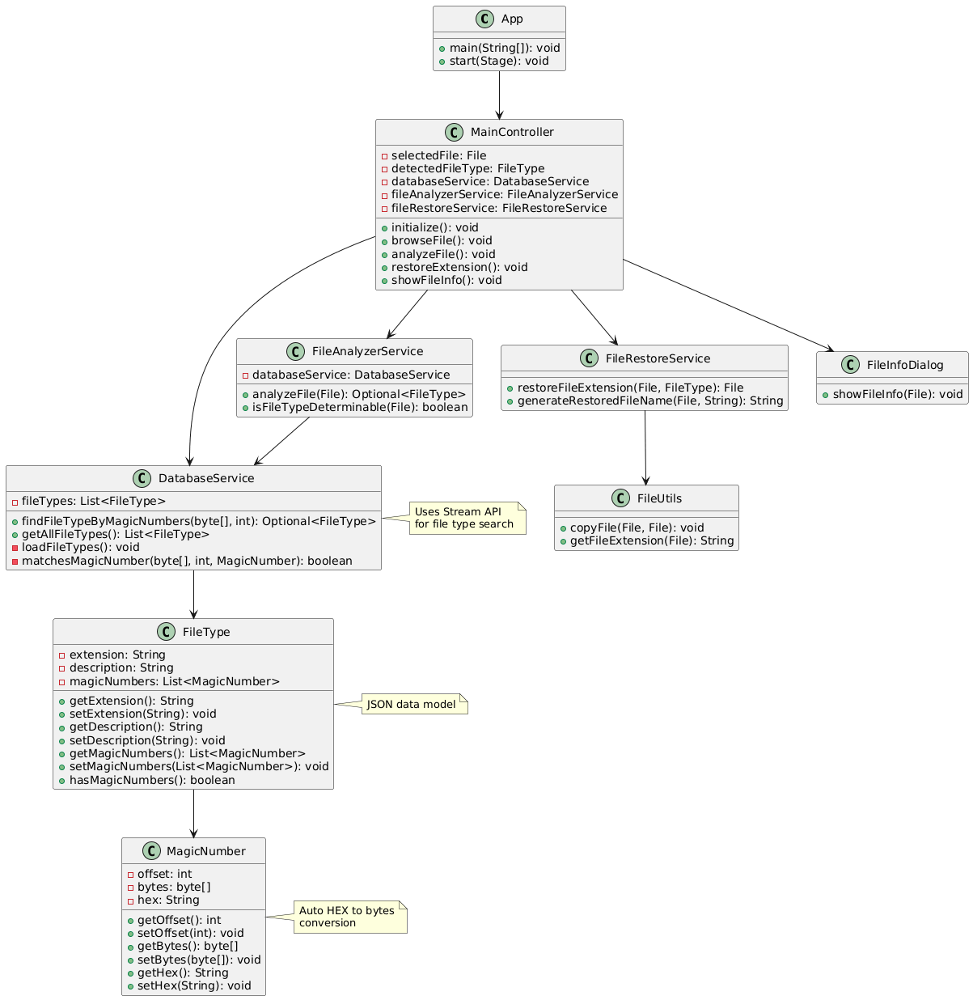 C App
main(String[]): void
start(Stage): void
C MainController
selectedFile: File
detectedFileType: FileType
databaseService: DatabaseService
fileAnalyzerService: FileAnalyzerService
fileRestoreService: FileRestoreService
initialize(): void
browseFile(): void
analyzeFile(): void
restoreExtension(): void
showFileInfo(): void
C FileAnalyzerService
databaseService: DatabaseService
analyzeFile(File): Optional<FileType>
isFileTypeDeterminable(File): boolean
C FileRestoreService
restoreFileExtension(File, FileType): File
generateRestoredFileName(File, String): String
C FileInfoDialog
showFileInfo(File): void
C DatabaseService
fileTypes: List<FileType>
findFileTypeByMagicNumbers(byte[], int): Optional<FileType>
getAllFileTypes(): List<FileType>
loadFileTypes(): void
matchesMagicNumber(byte[], int, MagicNumber): boolean
Uses Stream API
for file type search
C FileUtils
copyFile(File, File): void
getFileExtension(File): String
C FileType
extension: String
description: String
magicNumbers: List<MagicNumber>
getExtension(): String
setExtension(String): void
getDescription(): String
setDescription(String): void
getMagicNumbers(): List<MagicNumber>
setMagicNumbers(List<MagicNumber>): void
hasMagicNumbers(): boolean
JSON data model
C MagicNumber
offset: int
bytes: byte[]
hex: String
getOffset(): int
setOffset(int): void
getBytes(): byte[]
setBytes(byte[]): void
getHex(): String
setHex(String): void
Auto HEX to bytes
conversion